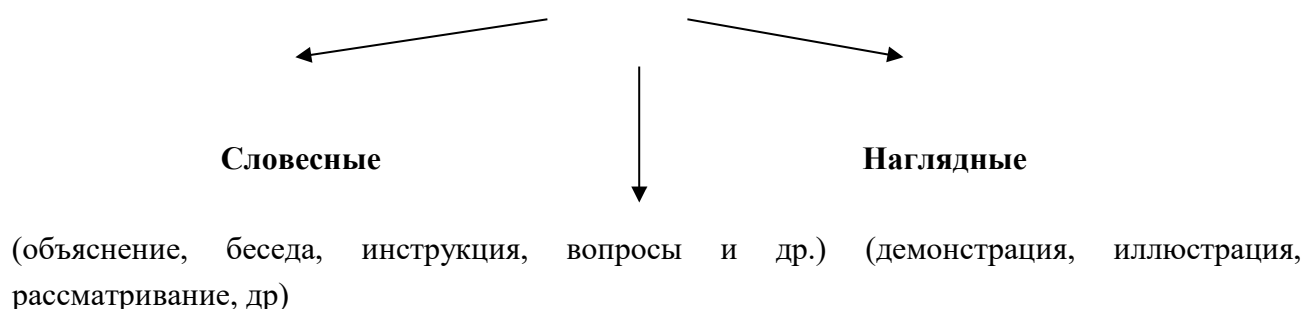 Словесные Наглядные
(объяснение, беседа, инструкция, вопросы и др.) (демонстрация, иллюстрация,
рассматривание, др)